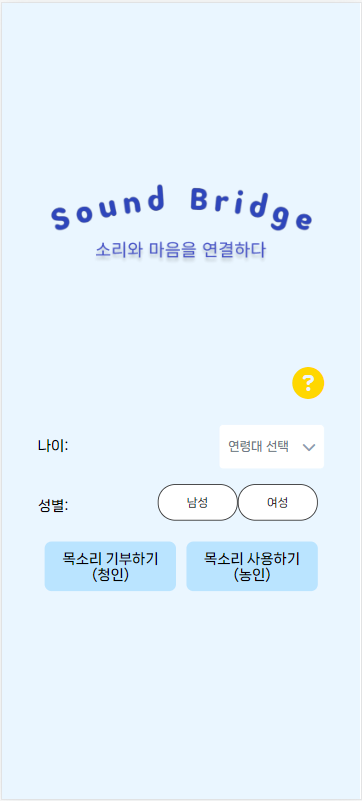 Sound Bridge
소리와 마음을 연결하다
?
나이:
연령대 선택
성별:
남성
여성
목소리 기부하기
(청인)
목소리 사용하기
(농인)